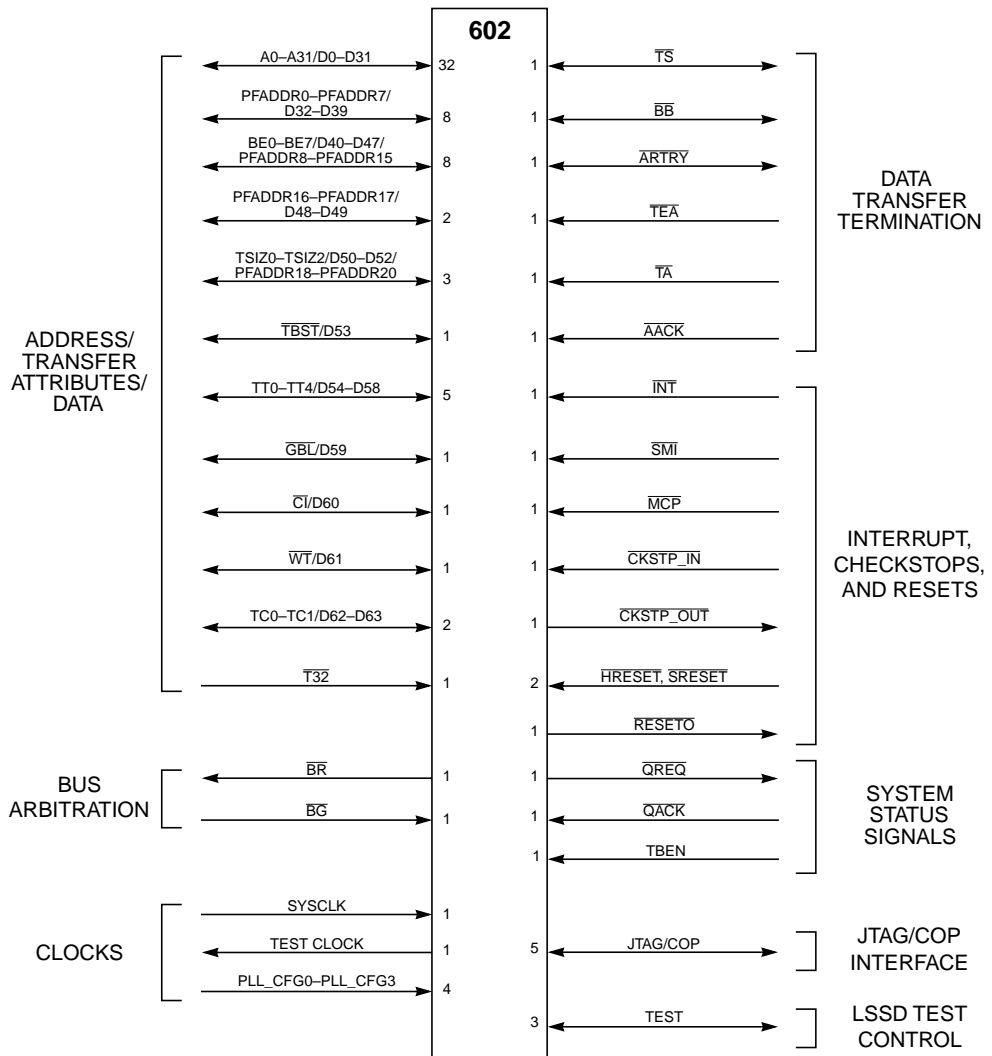 602
ADDRESS/
TRANSFER
ATTRIBUTES/
DATA
A0–A31/D0–D31
32
PFADDR0–PFADDR7/
D32–D39
8
BE0–BE7/D40–D47/
PFADDR8–PFADDR15
8
PFADDR16–PFADDR17/
D48–D49
2
TSIZ0–TSIZ2/D50–D52/
PFADDR18–PFADDR20
3
TBST/D53
1
TT0–TT4/D54–D58
5
GBL/D59
1
CI/D60
1
WT/D61
1
TC0–TC1/D62–D63
2
T32
1
BUS
ARBITRATION
BR
1
BG
1
CLOCKS
SYSCLK
1
TEST CLOCK
1
PLL_CFG0–PLL_CFG3
4
1
TS
1
BB
1
ARTRY
1
TEA
1
TA
1
AACK
DATA
TRANSFER
TERMINATION
1
INT
1
SMI
1
MCP
1
CKSTP_IN
1
CKSTP_OUT
2
HRESET, SRESET
1
RESETO
INTERRUPT,
CHECKSTOPS,
AND RESETS
1
QREQ
1
QACK
1
TBEN
SYSTEM
STATUS
SIGNALS
5
JTAG/COP
JTAG/COP
INTERFACE
3
TEST
LSSD TEST
CONTROL